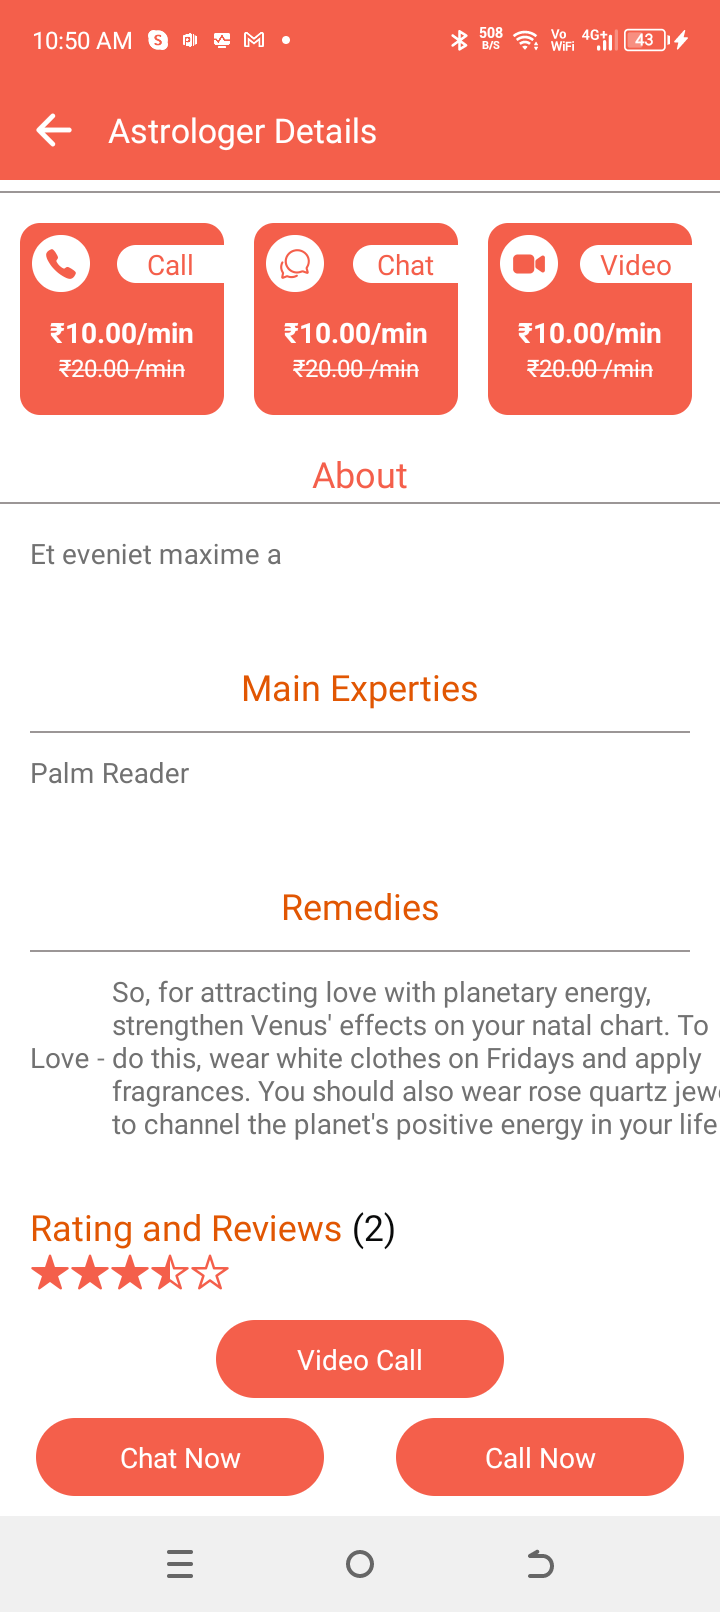 10:50 AM 508 B/S Vo WiFi 4G+ 43
Astrologer Details
Call Chat Video
₹10.00/min ₹10.00/min ₹10.00/min
₹20.00 /min ₹20.00 /min ₹20.00 /min
About
Et eveniet maxime a
Main Experties
Palm Reader
Remedies
So, for attracting love with planetary energy,
strengthen Venus' effects on your natal chart. To
Love - do this, wear white clothes on Fridays and apply
fragrances. You should also wear rose quartz
to channel the planet's positive energy in your life
Rating and Reviews (2)
Video Call
Chat Now Call Now